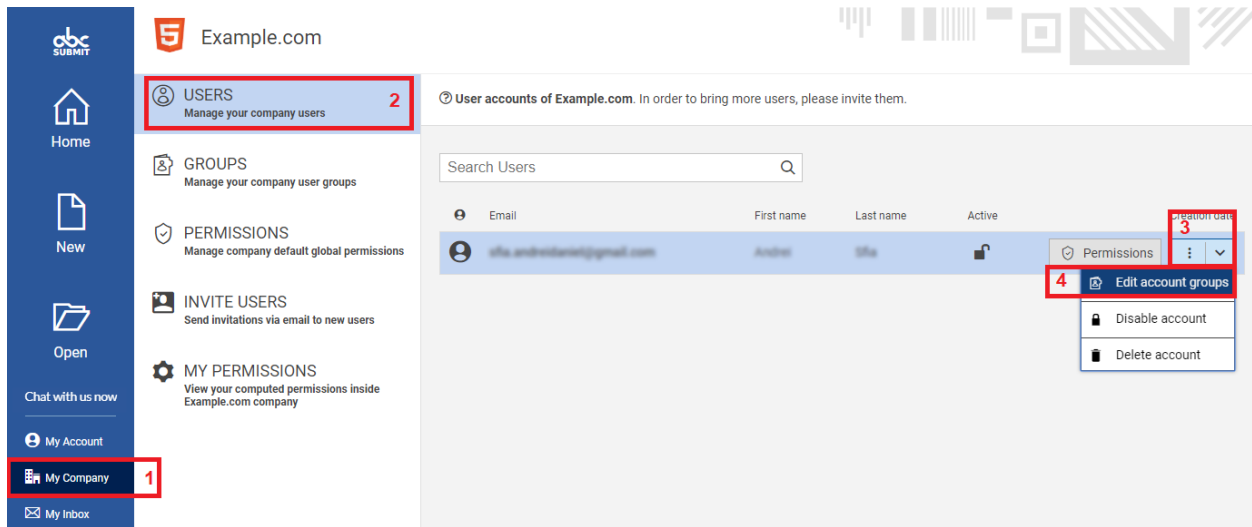 abc
SUBMIT
Example.com
Home
New
Open
Chat with us now
My Account
My Company
1
My Inbox
USERS
2
Manage your company users
GROUPS
Manage your company user groups
PERMISSIONS
Manage company default global permissions
INVITE USERS
Send invitations via email to new users
MY PERMISSIONS
View your computed permissions inside
Example.com company
User accounts of Example.com. In order to bring more users, please invite them.
Search Users
Email First name Last name Active Creation date
3
Permissions
4
Edit account groups
Disable account
Delete account